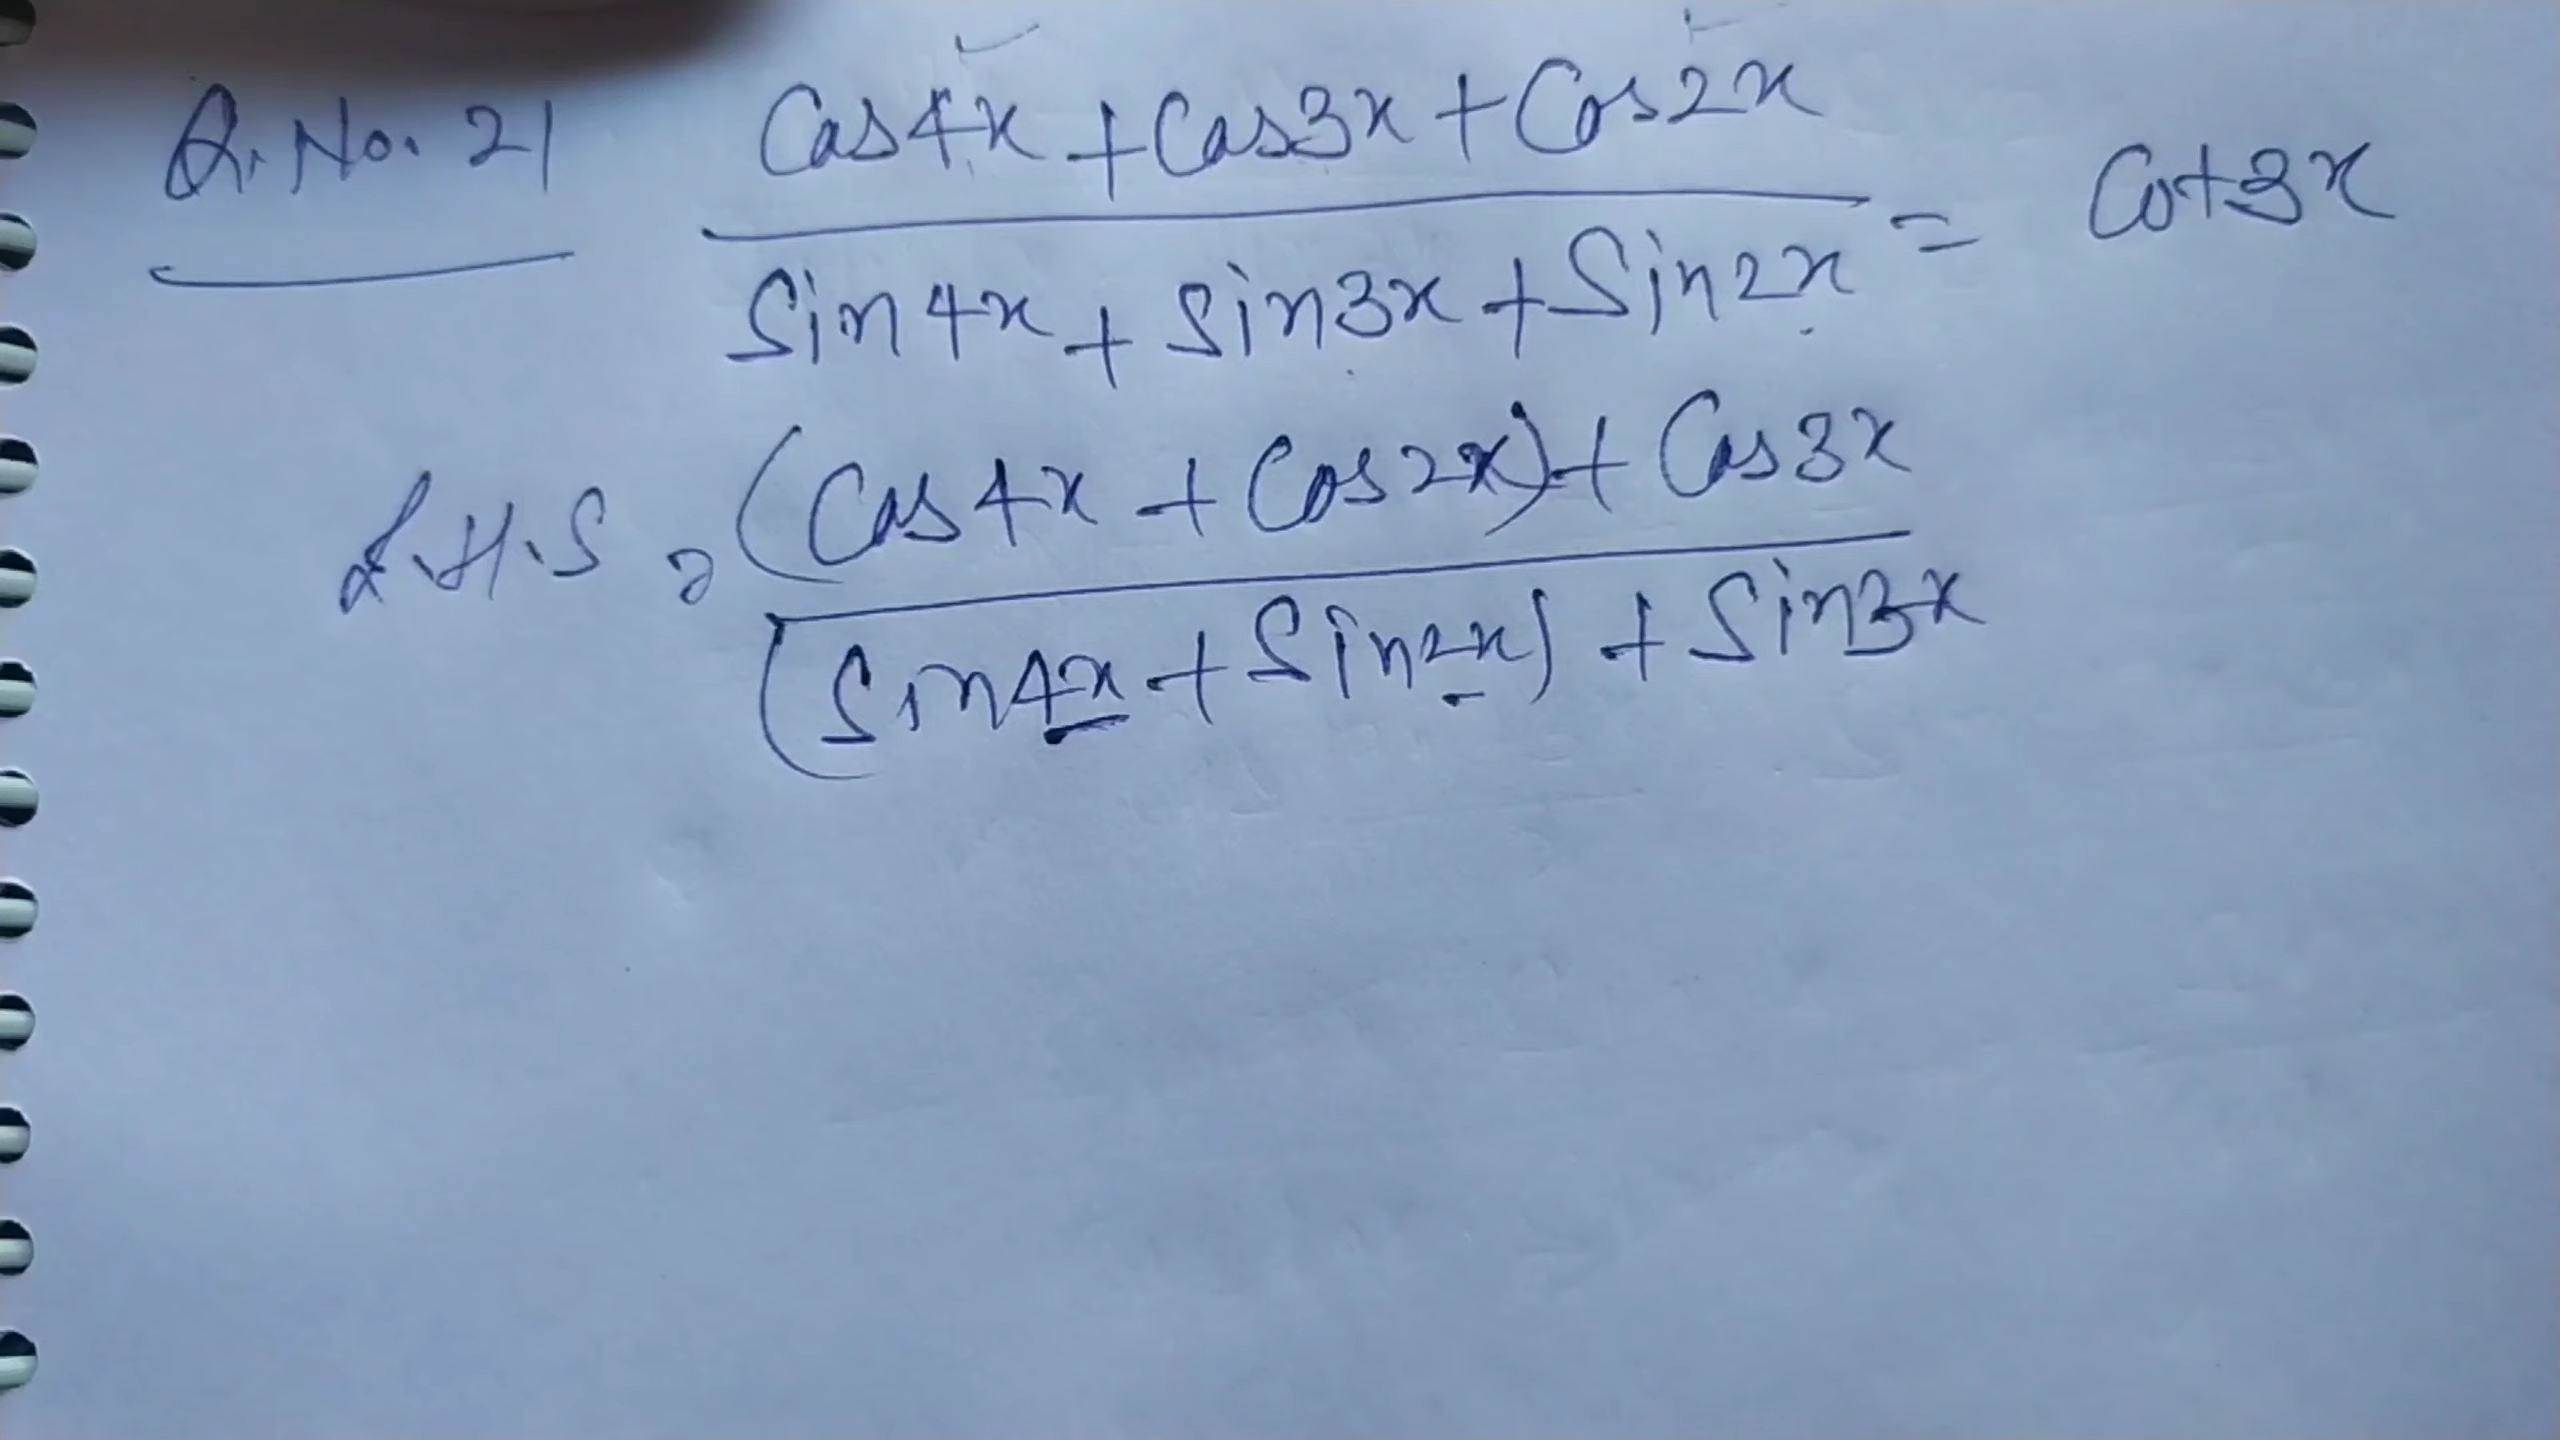 Q.No. 21
Cos4x + Cos3x + Cos2x
Sin4x + Sin3x + Sin2x
= Cot3x
L.H.S = (Cos4x + Cos2x) + Cos3x
(Sin4x + Sin2x) + Sin3x